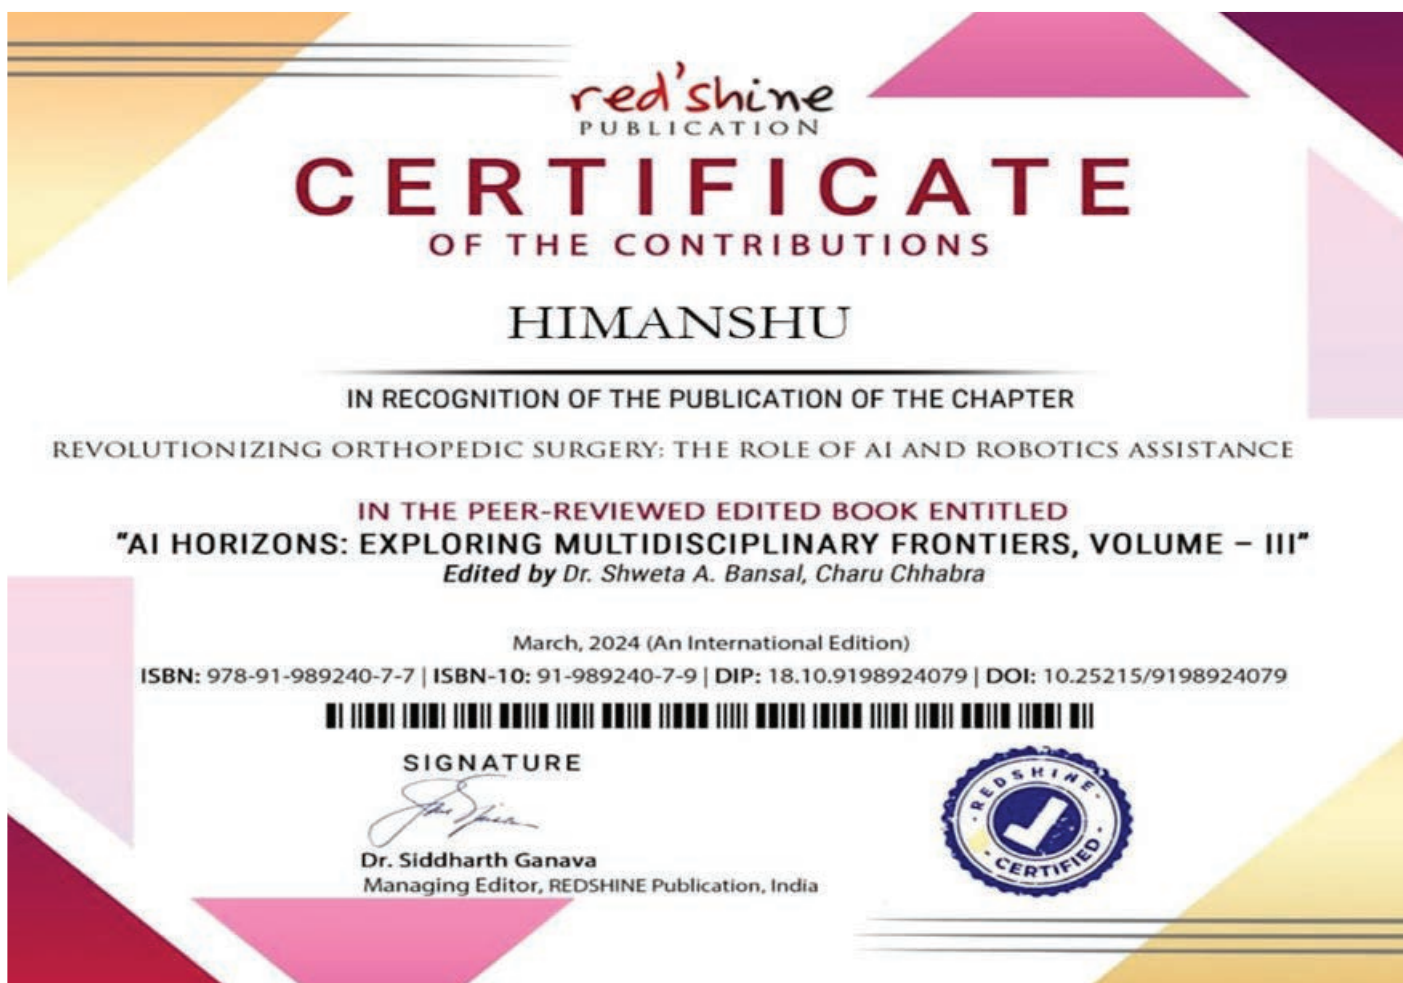 red'shine
PUBLICATION
CERTIFICATE
OF THE CONTRIBUTIONS
HIMANSHU
IN RECOGNITION OF THE PUBLICATION OF THE CHAPTER
REVOLUTIONIZING ORTHOPEDIC SURGERY: THE ROLE OF AI AND ROBOTICS ASSISTANCE
IN THE PEER-REVIEWED EDITED BOOK ENTITLED
"AI HORIZONS: EXPLORING MULTIDISCIPLINARY FRONTIERS, VOLUME – III"
Edited by Dr. Shweta A. Bansal, Charu Chhabra
March, 2024 (An International Edition)
ISBN: 978-91-989240-7-7 | ISBN-10: 91-989240-7-9 | DIP: 18.10.9198924079 | DOI: 10.25215/9198924079
SIGNATURE
Dr. Siddharth Ganava
Managing Editor, REDSHINE Publication, India
· REDSHINE ·
· CERTIFIED ·